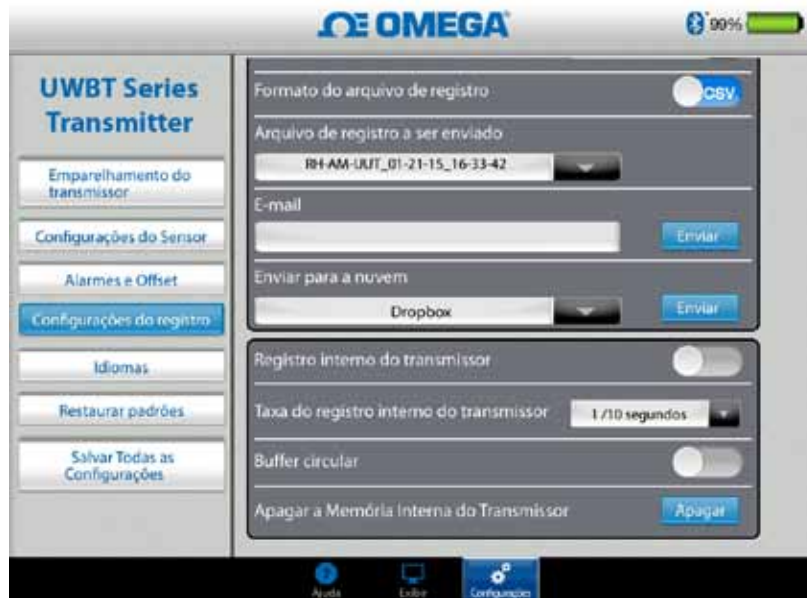 OMEGA
99%
UWBT Series
Transmitter
Emparelhamento do
transmissor
Configurações do Sensor
Alarmes e Offset
Configurações do registro
Idiomas
Restaurar padrões
Salvar Todas as
Configurações
Formato do arquivo de registro
CSV
Arquivo de registro a ser enviado
RH-AM-UUT_01-21-15_16-33-42
E-mail
Enviar
Enviar para a nuvem
Dropbox
Enviar
Registro interno do transmissor
Taxa do registro interno do transmissor
1 /10 segundos
Buffer circular
Apagar a Memória Interna do Transmissor
Apagar
Ajuda
Exibir
Configurações